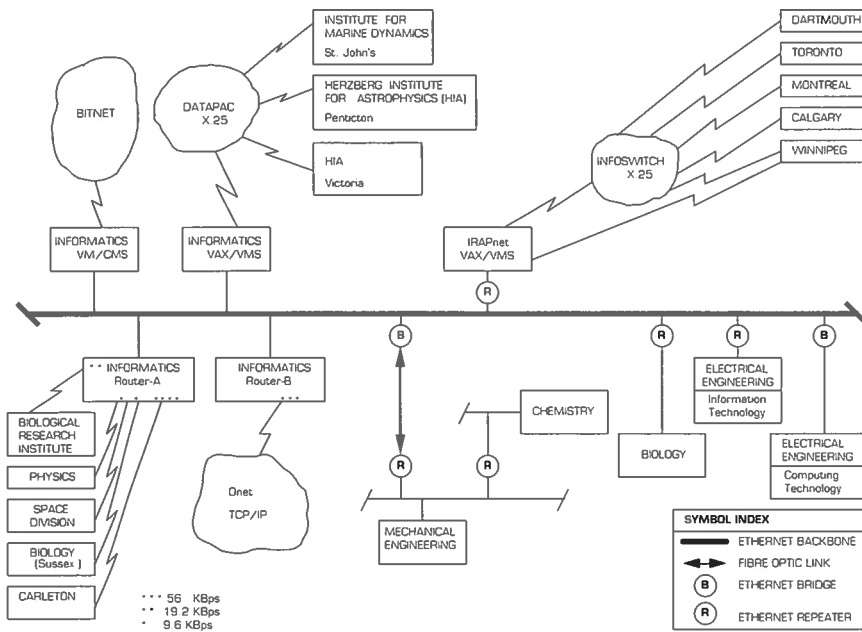 INSTITUTE FOR
MARINE DYNAMICS
St. John's
HERZBERG INSTITUTE
FOR ASTROPHYSICS (HIA)
Penticton
HIA
Victoria
BITNET
DATAPAC
X.25
DARTMOUTH
TORONTO
MONTREAL
CALGARY
WINNIPEG
INFOSWITCH
X.25
INFORMATICS
VM/CMS
INFORMATICS
VAX/VMS
IRAPnet
VAX/VMS
R
B
R
R
B
INFORMATICS
Router-A
INFORMATICS
Router-B
BIOLOGICAL
RESEARCH
INSTITUTE
PHYSICS
SPACE
DIVISION
BIOLOGY
(Sussex)
CARLETON
Dnet
TCP/IP
CHEMISTRY
R
R
MECHANICAL
ENGINEERING
BIOLOGY
ELECTRICAL
ENGINEERING
Information
Technology
ELECTRICAL
ENGINEERING
Computing
Technology
... 56 KBps
.. 19.2 KBps
. 9.6 KBps
SYMBOL INDEX
ETHERNET BACKBONE
FIBRE OPTIC LINK
B ETHERNET BRIDGE
R ETHERNET REPEATER